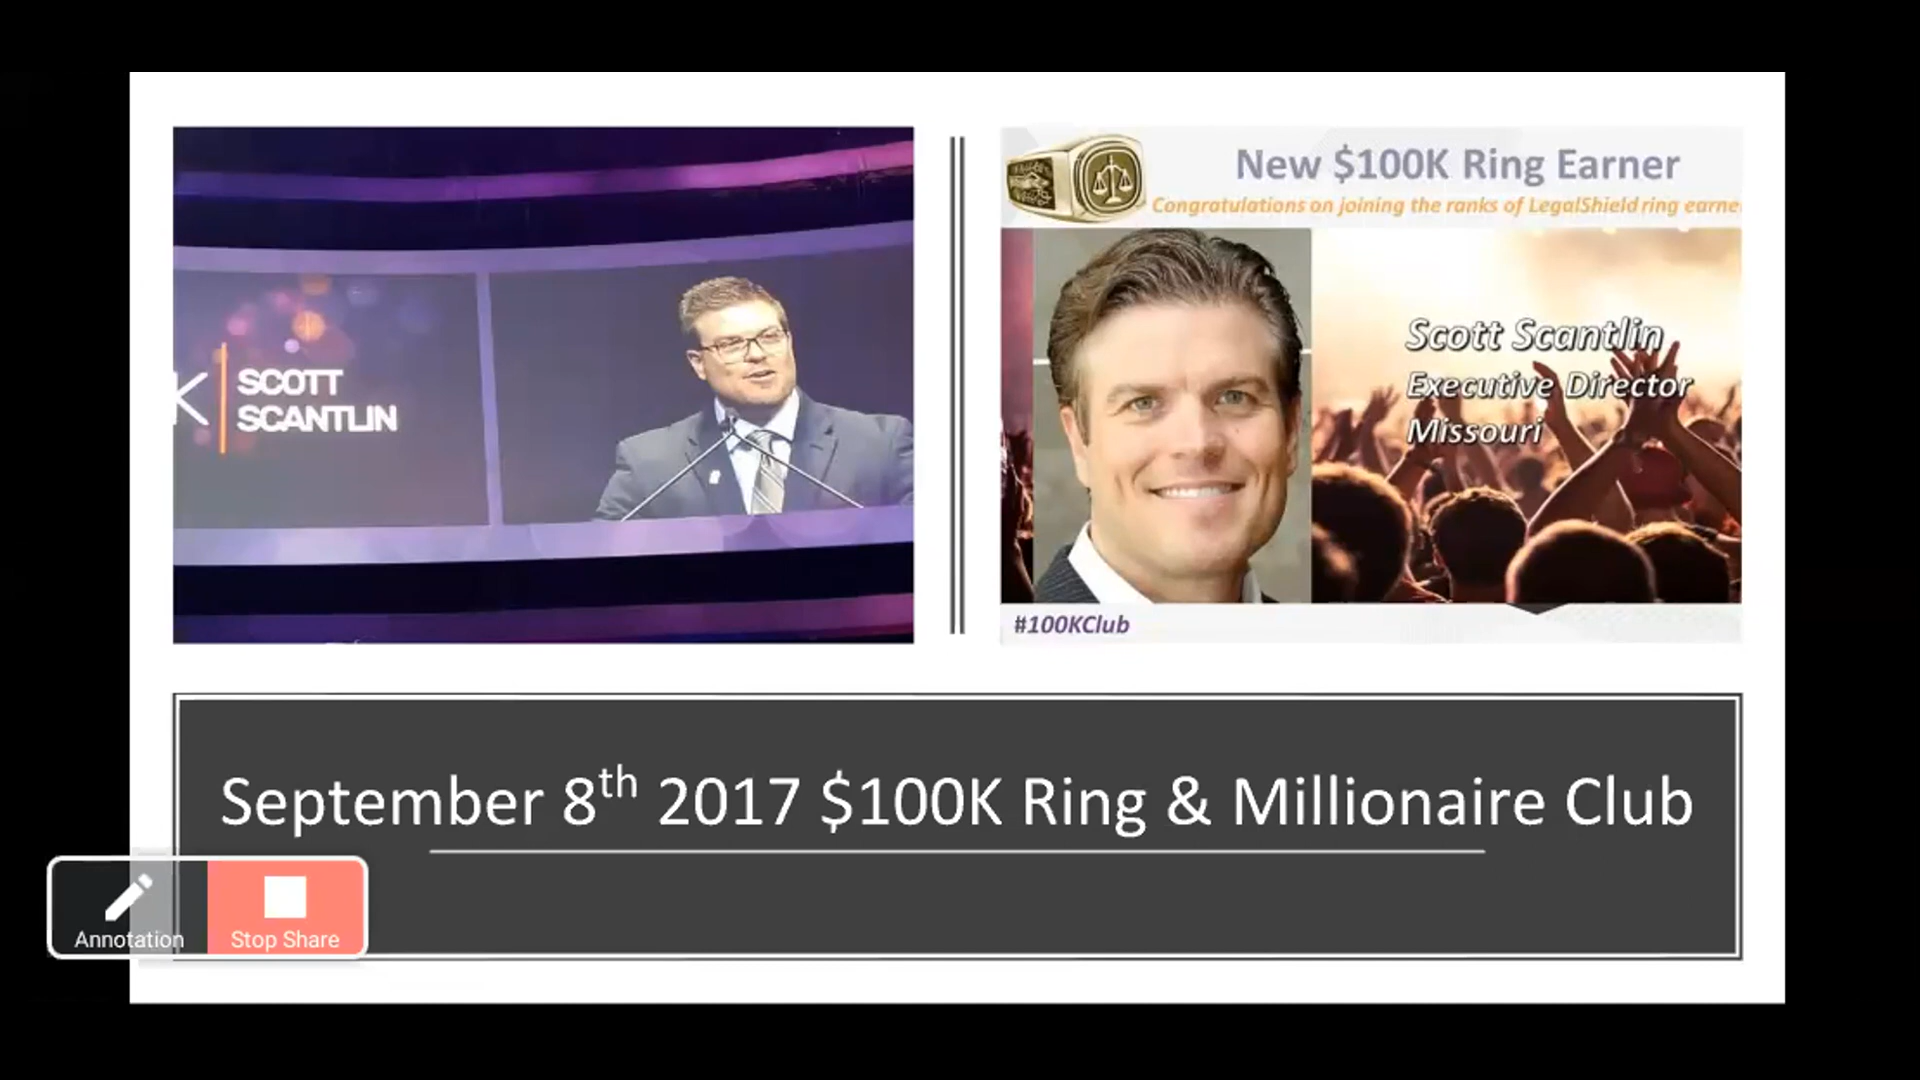 K
SCOTT
SCANTLIN
New $100K Ring Earner
Congratulations on joining the ranks of LegalShield ring earne
Scott Scantlin
Executive Director
Missouri
#100KClub
September 8th 2017 $100K Ring & Millionaire Club
Annotation
Stop Share